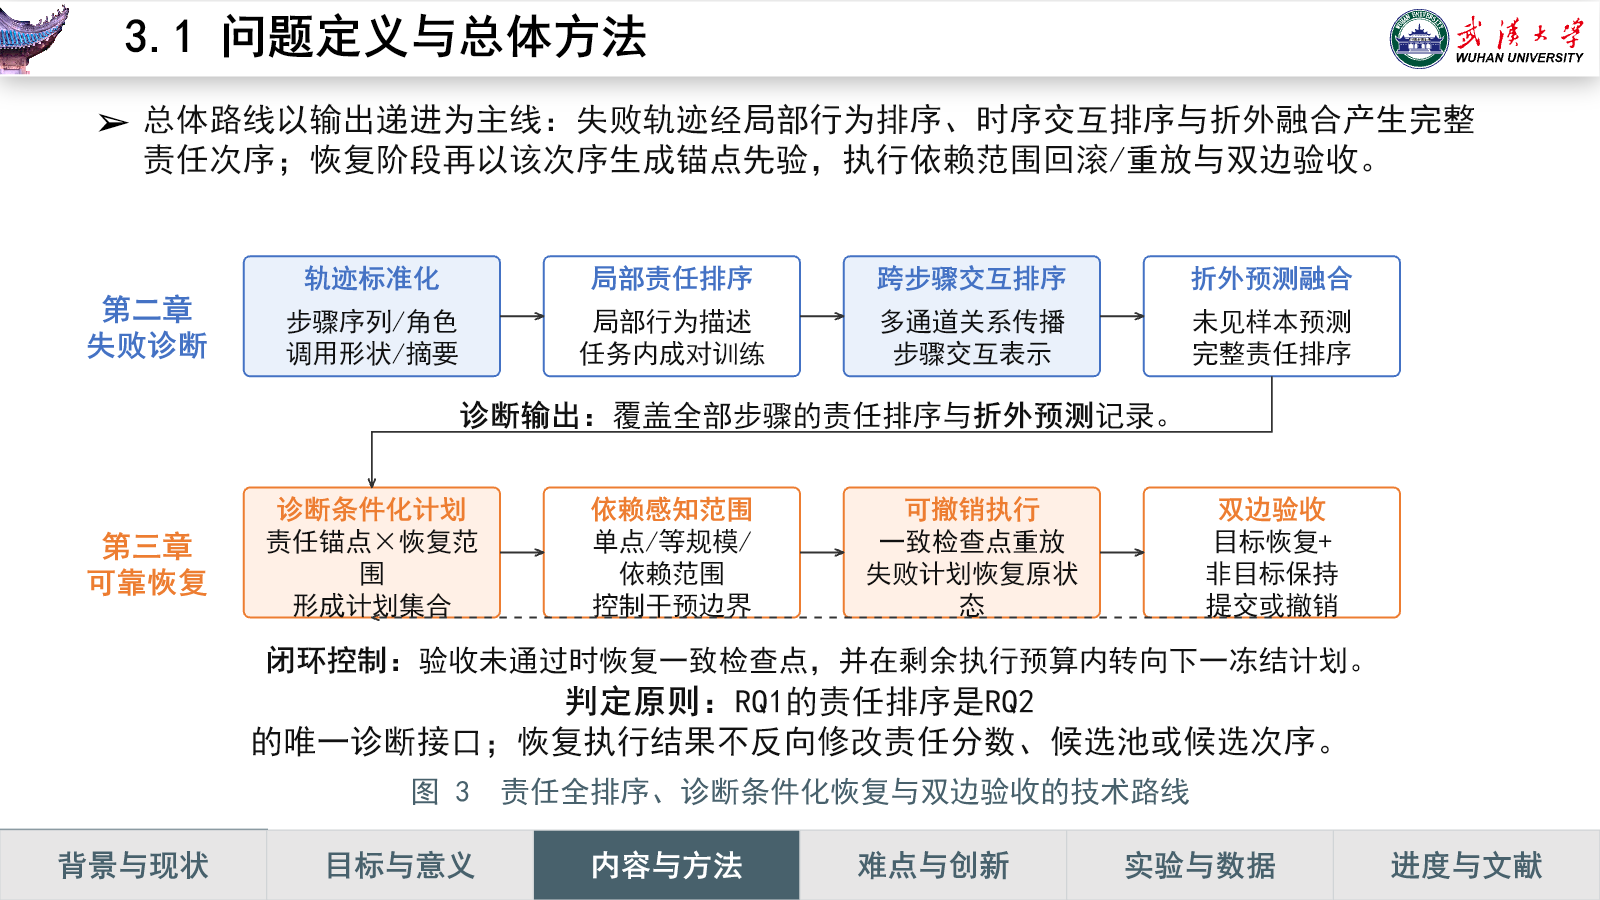 3.1 问题定义与总体方法
武漢大学
WUHAN UNIVERSITY
➢ 总体路线以输出递进为主线：失败轨迹经局部行为排序、时序交互排序与折外融合产生完整
责任次序；恢复阶段再以该次序生成锚点先验，执行依赖范围回滚/重放与双边验收。
第二章
失败诊断
轨迹标准化
步骤序列/角色
调用形状/摘要
局部责任排序
局部行为描述
任务内成对训练
跨步骤交互排序
多通道关系传播
步骤交互表示
折外预测融合
未见样本预测
完整责任排序
诊断输出：覆盖全部步骤的责任排序与折外预测记录。
第三章
可靠恢复
诊断条件化计划
责任锚点×恢复范
围
形成计划集合
依赖感知范围
单点/等规模/
依赖范围
控制干预边界
可撤销执行
一致检查点重放
失败计划恢复原状
态
双边验收
目标恢复+
非目标保持
提交或撤销
闭环控制：验收未通过时恢复一致检查点，并在剩余执行预算内转向下一冻结计划。
判定原则：RQ1的责任排序是RQ2
的唯一诊断接口；恢复执行结果不反向修改责任分数、候选池或候选次序。
图 3 责任全排序、诊断条件化恢复与双边验收的技术路线
背景与现状
目标与意义
内容与方法
难点与创新
实验与数据
进度与文献